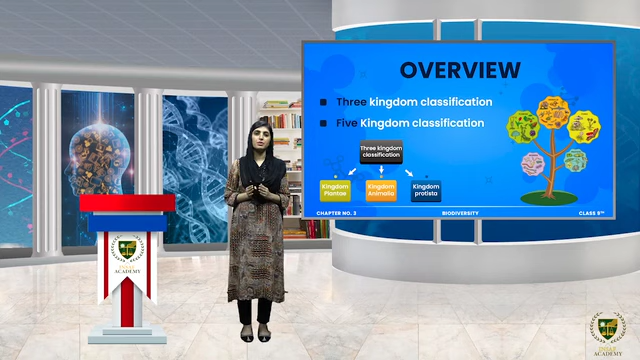 OVERVIEW
Three kingdom classification
Five Kingdom classification
Three kingdom
classification
Kingdom
Plantae
Kingdom
Animalia
Kingdom
protista
CHAPTER NO. 3
BIODIVERSITY
CLASS 9TH
ACADEMY
ACADEMY